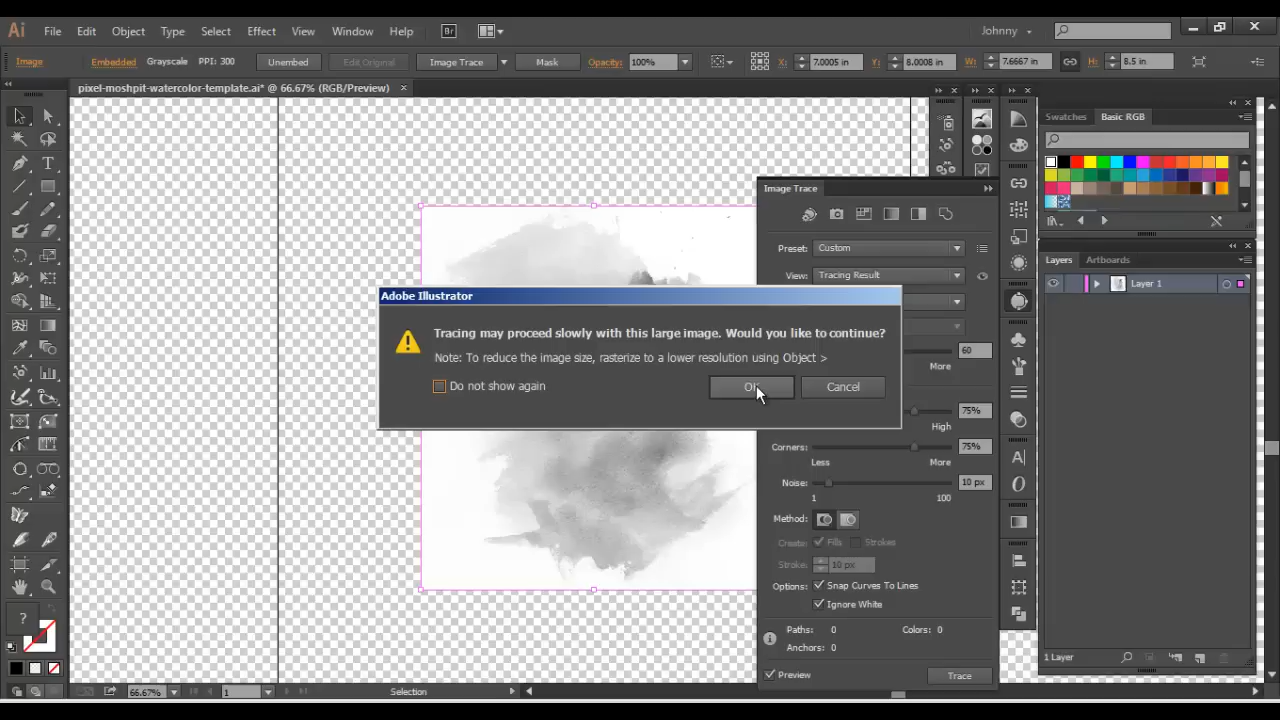 Ai File Edit Object Type Select Effect View Window Help Br Johnny
Image Embedded Grayscale PPI: 300 Unembed Edit Original Image Trace Mask Opacity: 100% X: 7.0005 in Y: 8.0008 in W: 7.6667 in H: 8.5 in
pixel-moshpit-watercolor-template.ai* @ 66.67% (RGB/Preview)
Swatches Basic RGB
Image Trace
Preset: Custom
View: Tracing Result
Layers Artboards
Layer 1
Adobe Illustrator
Tracing may proceed slowly with this large image. Would you like to continue?
Note: To reduce the image size, rasterize to a lower resolution using Object >
Do not show again
OK Cancel
60
More
75%
High
Corners: 75%
Less More
Noise: 10 px
1 100
Method:
Create: Fills Strokes
Stroke: 10 px
Options: Snap Curves To Lines
Ignore White
Paths: 0 Colors: 0
Anchors: 0
Preview Trace
1 Layer
66.67% 1 Selection